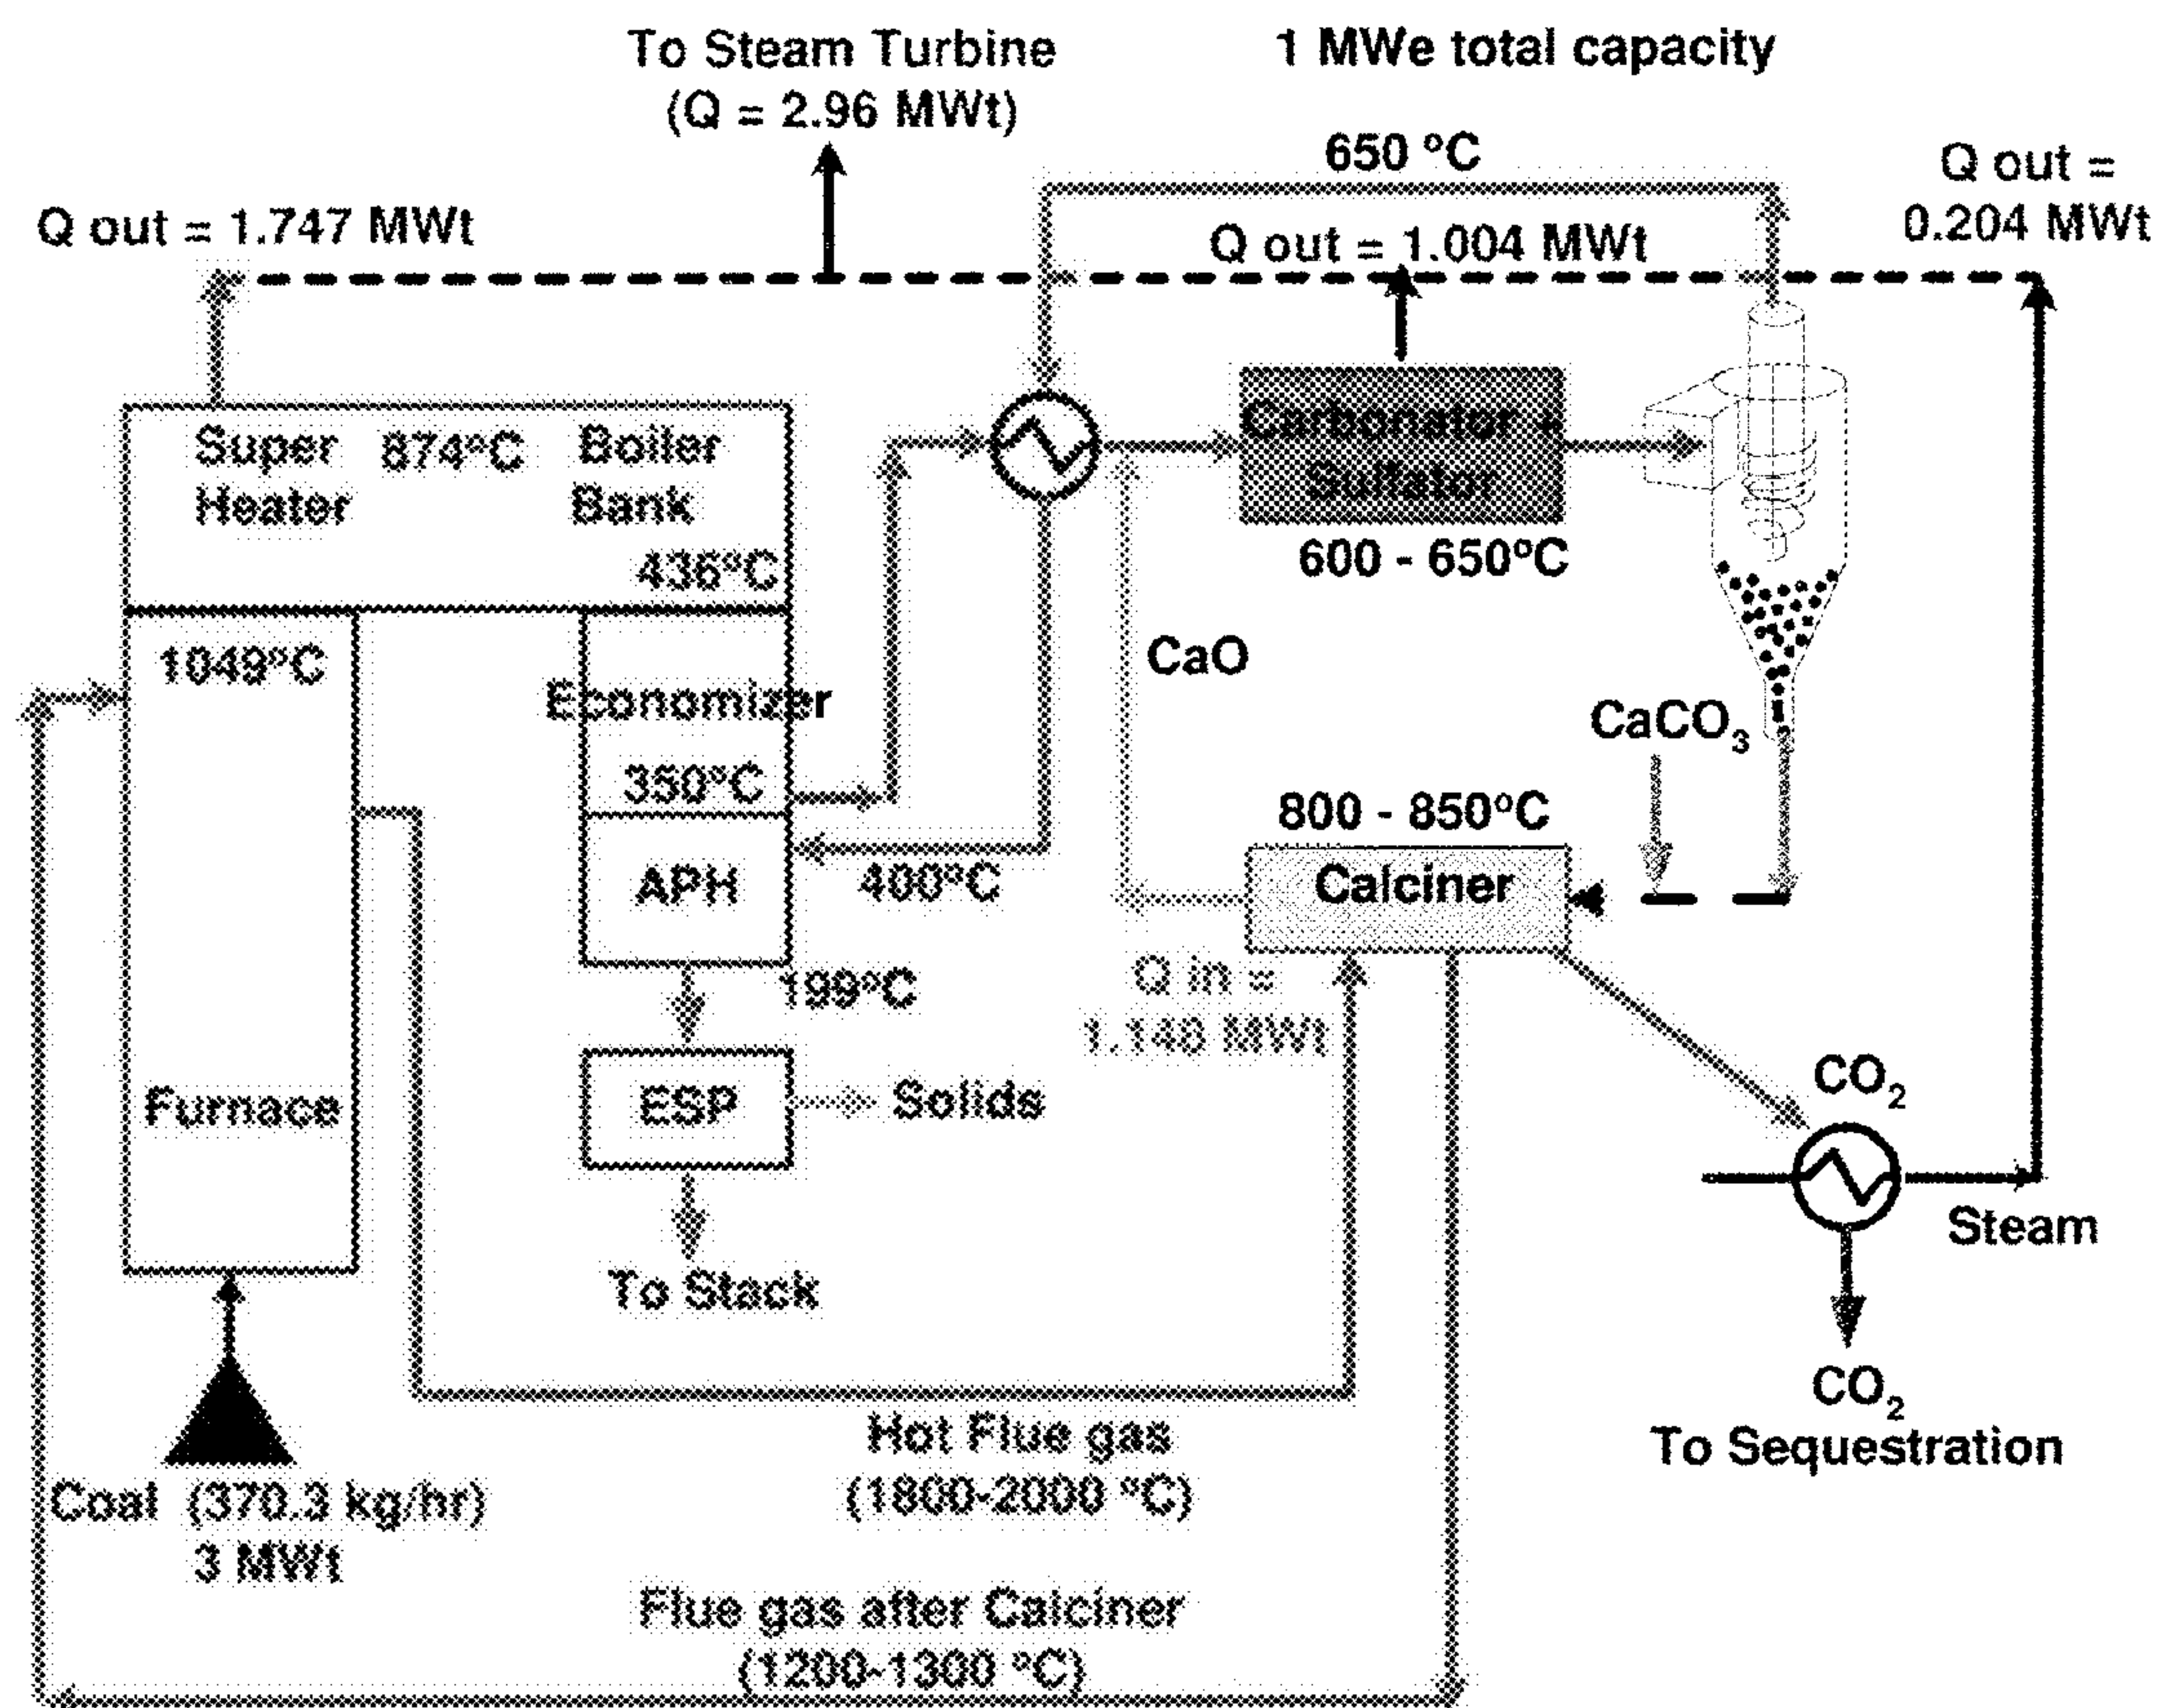 To Steam Turbine
(Q = 2.96 MWt)
1 MWe total capacity
650 °C
Q out =
0.204 MWt
Q out = 1.747 MWt
Q out = 1.004 MWt
Super
Heater
874°C
Boiler
Bank
436°C
Carbonator +
Sulfator
600 - 650°C
1049°C
Economizer
350°C
CaO
CaCO₃
800 - 850°C
Calciner
APH
400°C
199°C
Q in =
MWt
Furnace
ESP
Solids
CO₂
Steam
To Stack
CO₂
To Sequestration
Hot Flue gas
(1800-2000 °C)
Coal (370.3 kg/hr)
3 MWt
Flue gas after Calciner
(1200-1300 °C)